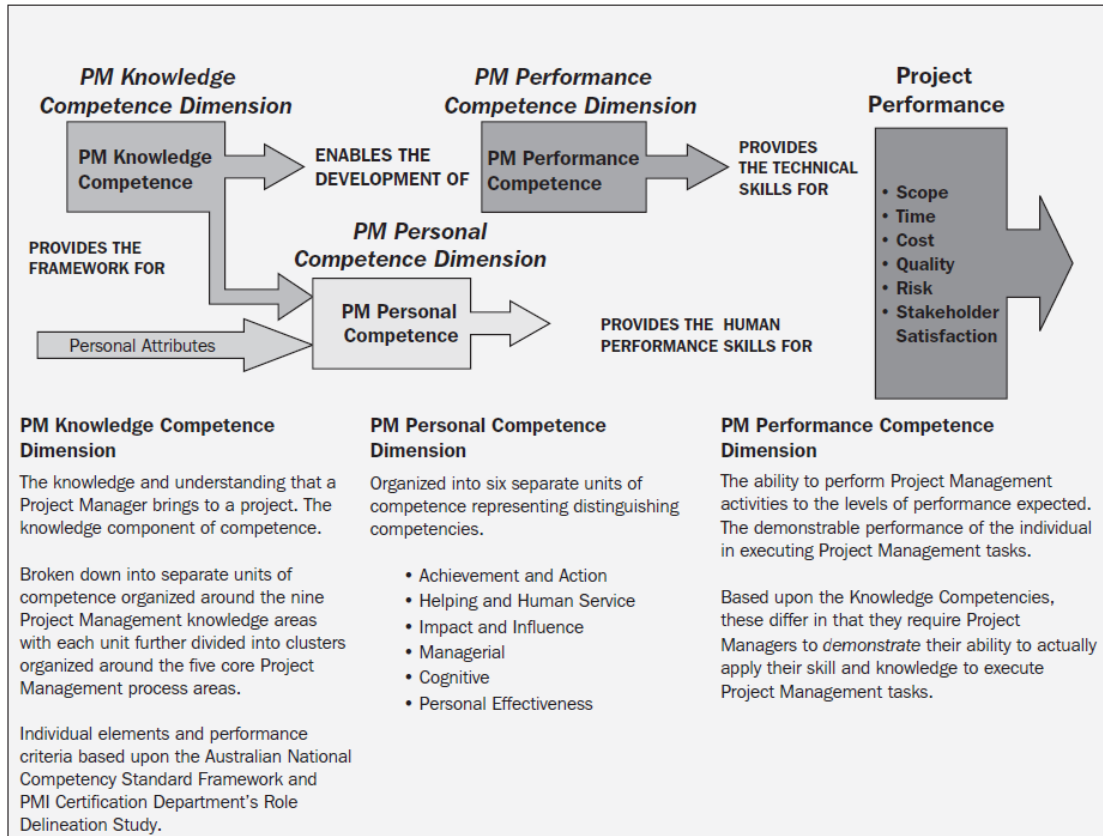 PM Knowledge
Competence Dimension
PM Knowledge
Competence
ENABLES THE
DEVELOPMENT OF
PM Performance
Competence Dimension
PM Performance
Competence
PROVIDES
THE TECHNICAL
SKILLS FOR
Project
Performance
• Scope
• Time
• Cost
• Quality
• Risk
• Stakeholder
Satisfaction
PROVIDES THE
FRAMEWORK FOR
PM Personal
Competence Dimension
PM Personal
Competence
Personal Attributes
PROVIDES THE HUMAN
PERFORMANCE SKILLS FOR
PM Knowledge Competence
Dimension
The knowledge and understanding that a
Project Manager brings to a project. The
knowledge component of competence.
Broken down into separate units of
competence organized around the nine
Project Management knowledge areas
with each unit further divided into clusters
organized around the five core Project
Management process areas.
Individual elements and performance
criteria based upon the Australian National
Competency Standard Framework and
PMI Certification Department's Role
Delineation Study.
PM Personal Competence
Dimension
Organized into six separate units of
competence representing distinguishing
competencies.
• Achievement and Action
• Helping and Human Service
• Impact and Influence
• Managerial
• Cognitive
• Personal Effectiveness
PM Performance Competence
Dimension
The ability to perform Project Management
activities to the levels of performance expected.
The demonstrable performance of the individual
in executing Project Management tasks.
Based upon the Knowledge Competencies,
these differ in that they require Project
Managers to demonstrate their ability to actually
apply their skill and knowledge to execute
Project Management tasks.